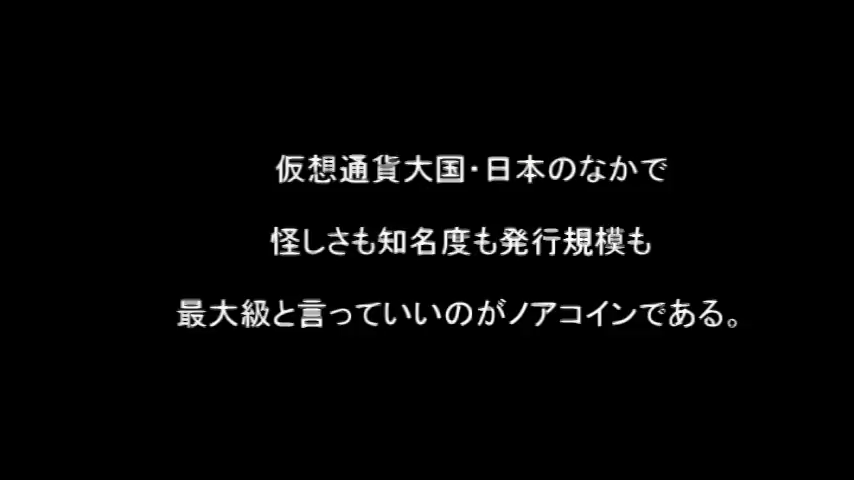 仮想通貨大国・日本のなかで
怪しさも知名度も発行規模も
最大級と言っていいのがノアコインである。